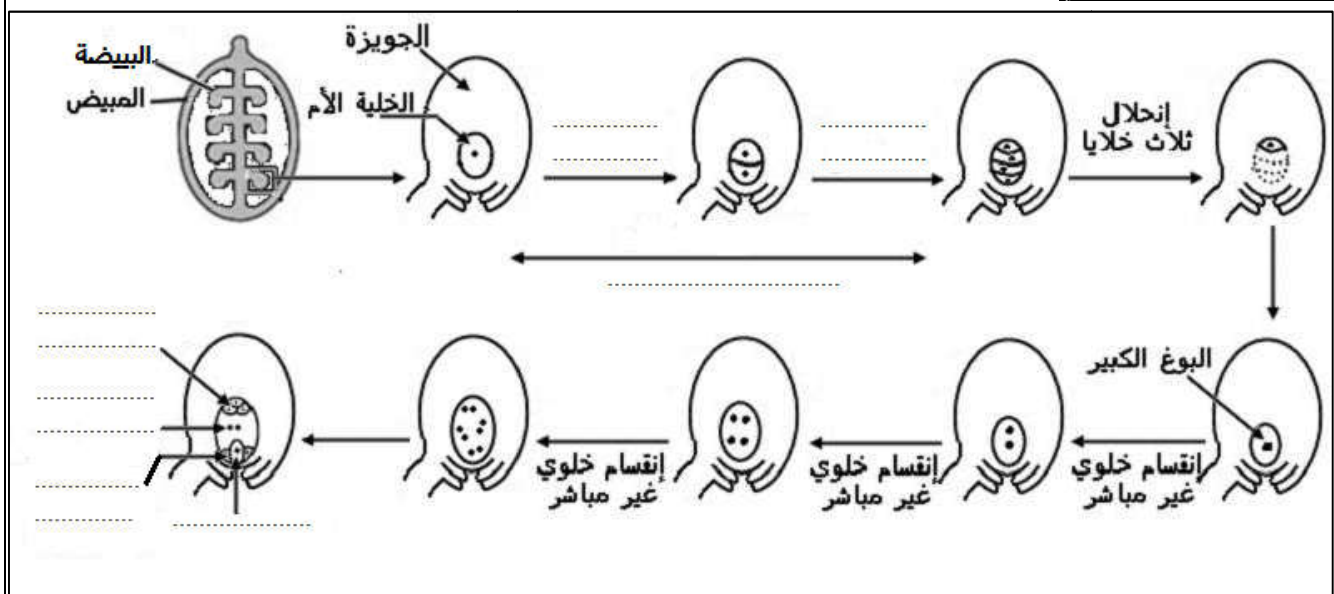 البييضة
المبيض
الجويزة
الخلية الأم
إنحلال
ثلاث خلايا
البوغ الكبير
إنقسام خلوي
غير مباشر
إنقسام خلوي
غير مباشر
إنقسام خلوي
غير مباشر